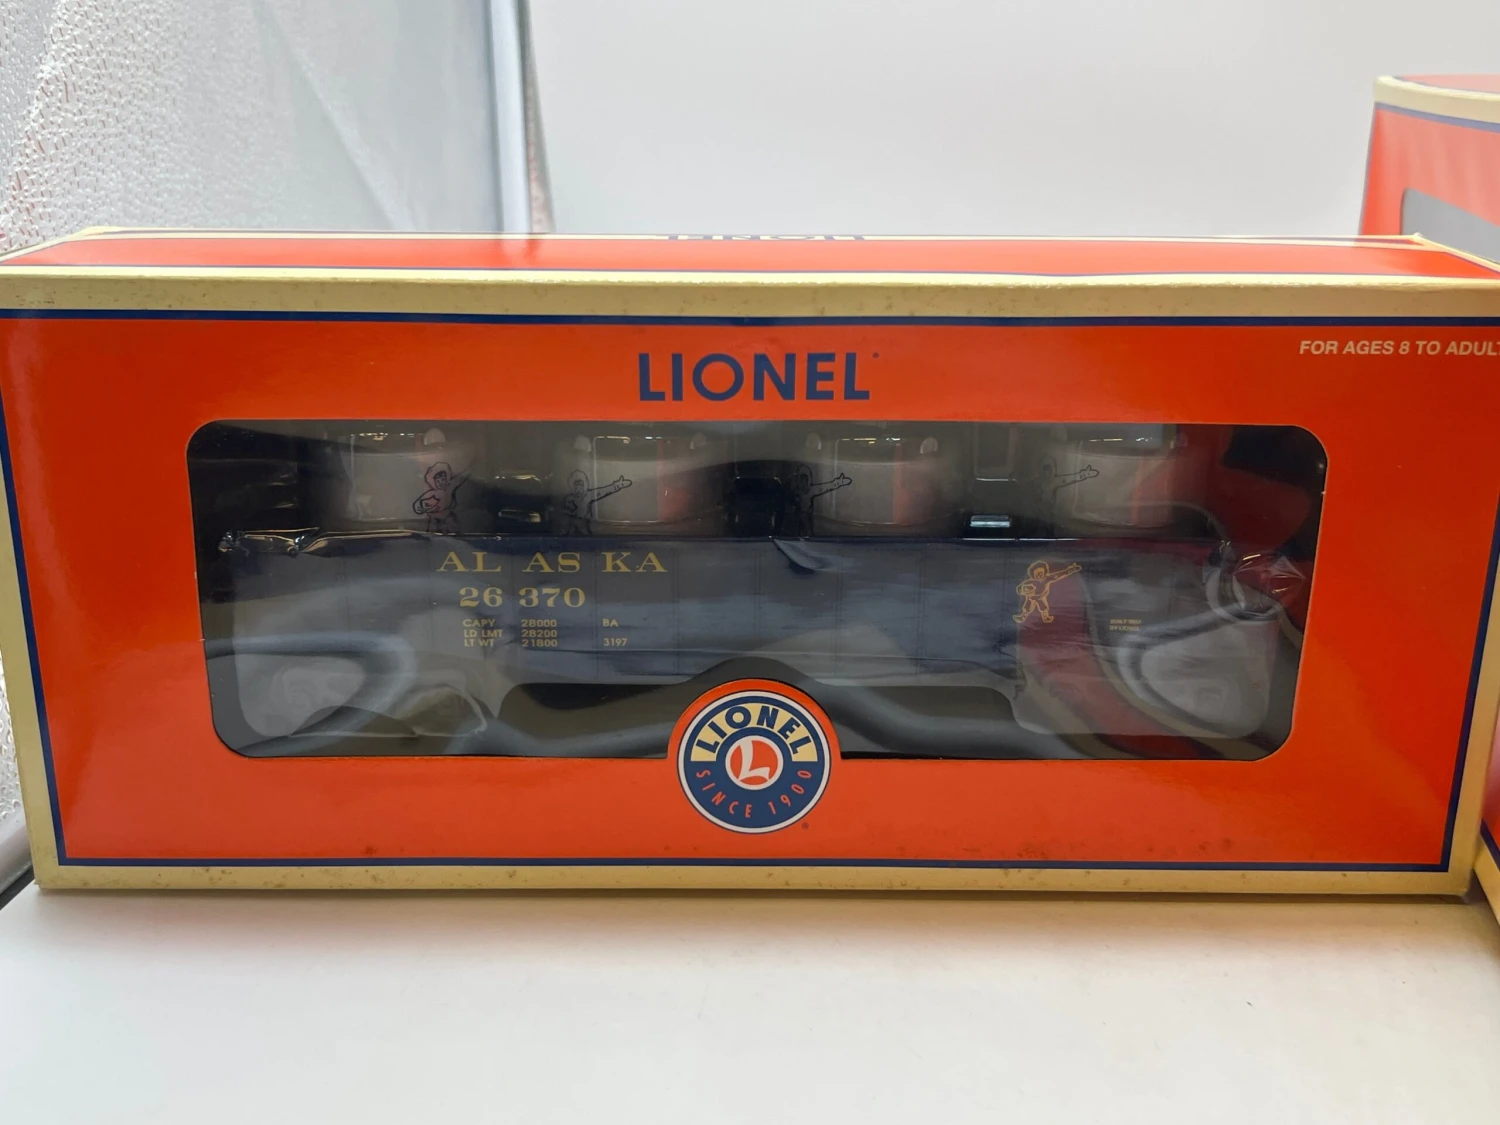 LIONEL
FOR AGES 8 TO ADULT
LIONEL
AL AS KA
26 370
CAPY 28000 BA
LD LMT 28200
LT WT 21800 3197
LIONEL
L
SINCE 1900